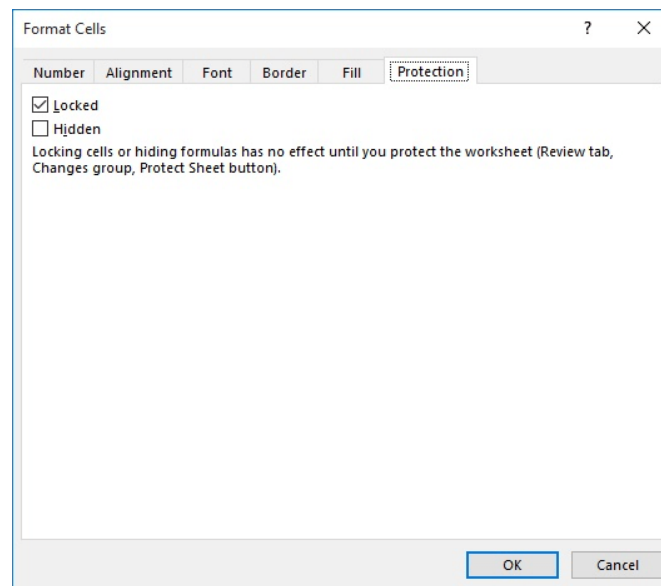 Format Cells ?
Number Alignment Font Border Fill Protection
Locked
Hidden
Locking cells or hiding formulas has no effect until you protect the worksheet (Review tab,
Changes group, Protect Sheet button).
OK Cancel